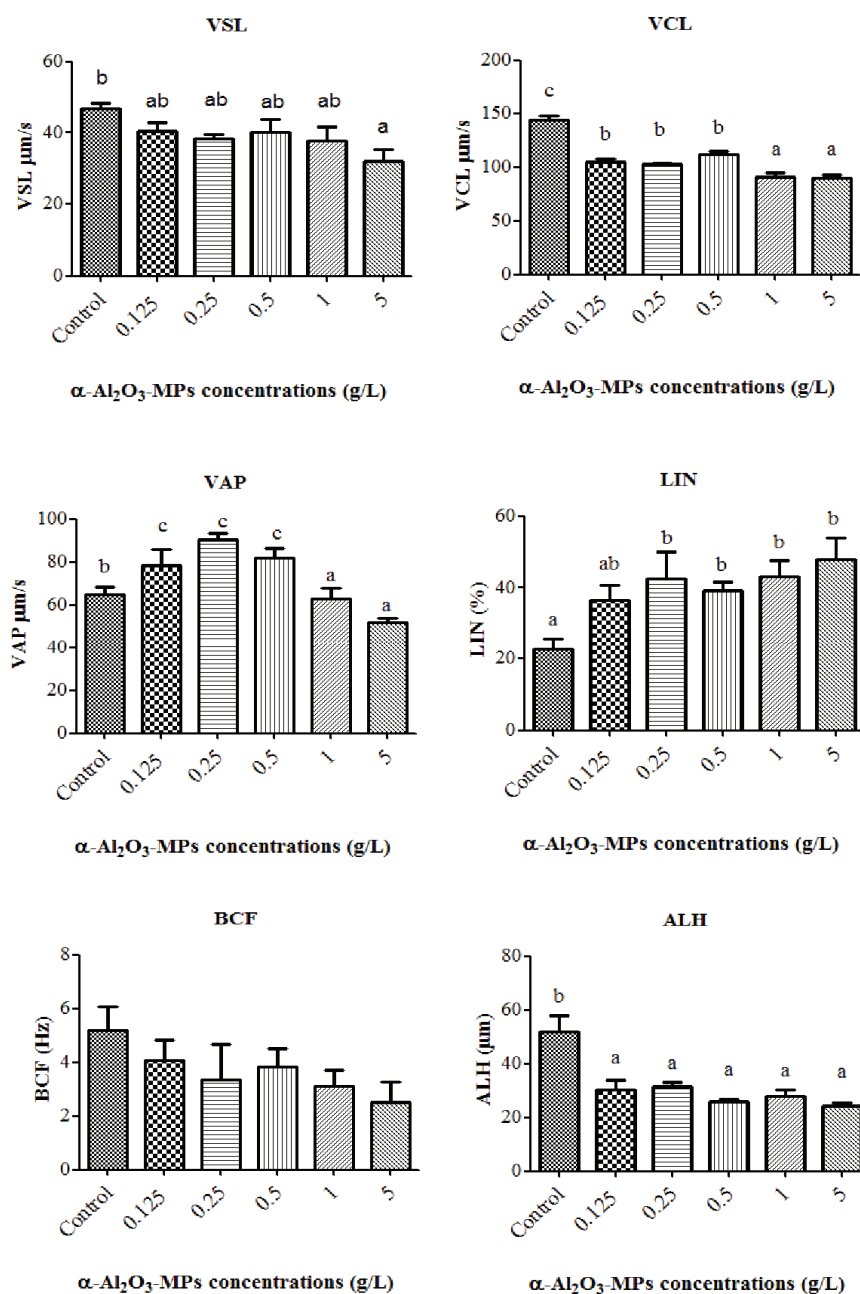 VSL
VSL µm/s
60
40
20
0
b
ab
ab
ab
ab
a
Control
0.125
0.25
0.5
1
5
α-Al₂O₃-MPs concentrations (g/L)
VCL
VCL µm/s
200
150
100
50
0
c
b
b
b
a
a
Control
0.125
0.25
0.5
1
5
α-Al₂O₃-MPs concentrations (g/L)
VAP
VAP µm/s
100
80
60
40
20
0
b
c
c
c
a
a
Control
0.125
0.25
0.5
1
5
α-Al₂O₃-MPs concentrations (g/L)
LIN
LIN (%)
60
40
20
0
a
ab
b
b
b
b
Control
0.125
0.25
0.5
1
5
α-Al₂O₃-MPs concentrations (g/L)
BCF
BCF (Hz)
8
6
4
2
0
Control
0.125
0.25
0.5
1
5
α-Al₂O₃-MPs concentrations (g/L)
ALH
ALH (µm)
80
60
40
20
0
b
a
a
a
a
a
Control
0.125
0.25
0.5
1
5
α-Al₂O₃-MPs concentrations (g/L)